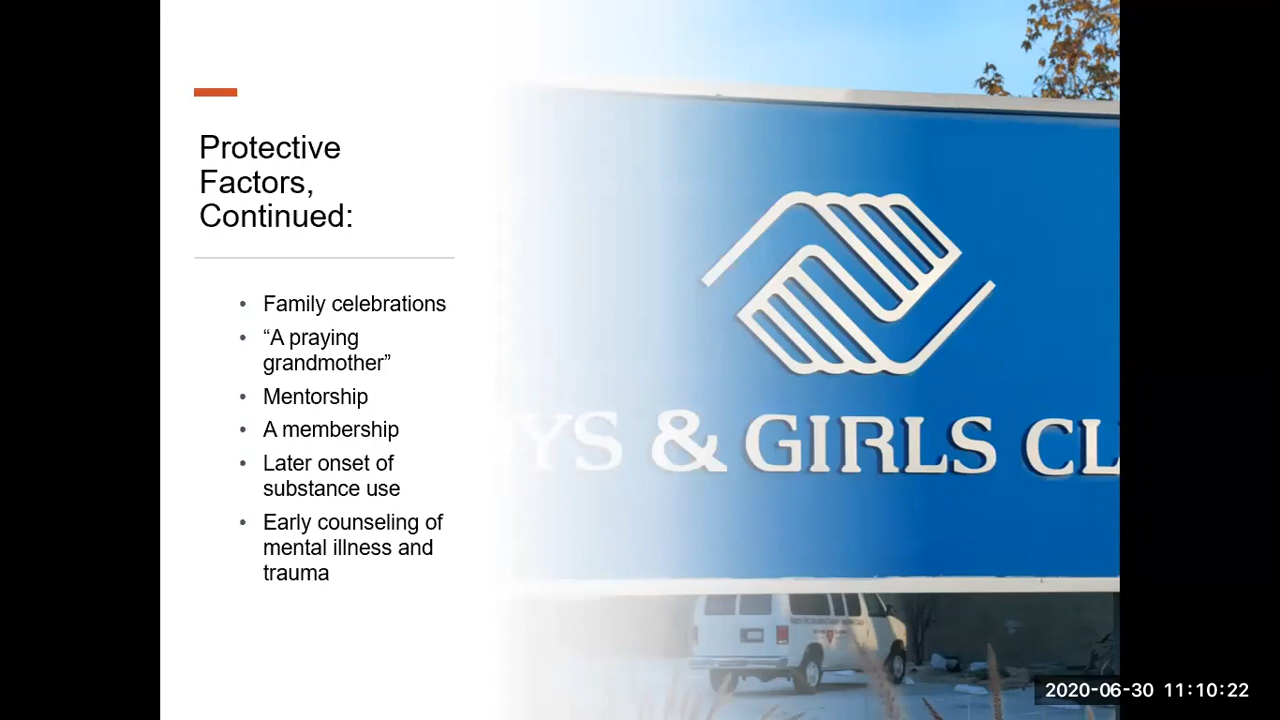 Protective
Factors,
Continued:
• Family celebrations
• “A praying
grandmother”
• Mentorship
• A membership
• Later onset of
substance use
• Early counseling of
mental illness and
trauma
YS & GIRLS CL
2020-06-30 11:10:22